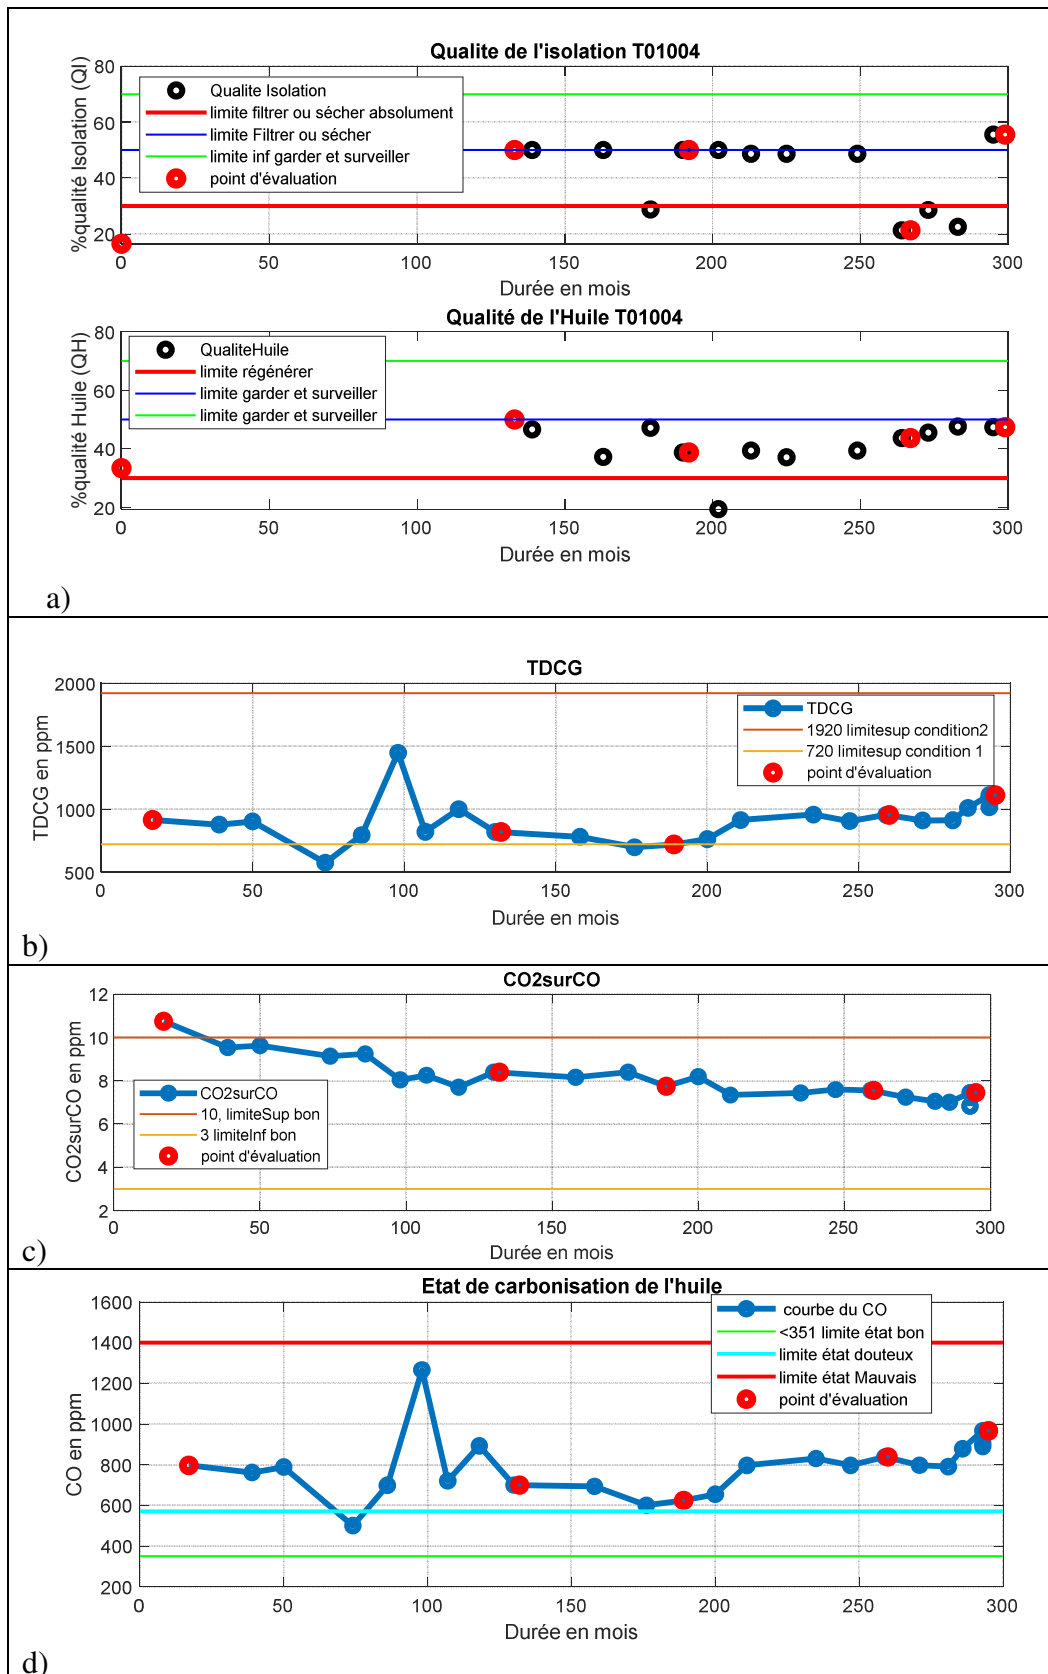 Qualite de l'isolation T01004
%qualité Isolation (QI)
80
60
40
20
Qualite Isolation
limite filtrer ou sécher absolument
limite Filtrer ou sécher
limite inf garder et surveiller
point d'évaluation
0 50 100 150 200 250 300
Durée en mois
Qualité de l'Huile T01004
%qualité Huile (QH)
80
60
40
20
QualiteHuile
limite régénérer
limite garder et surveiller
limite garder et surveiller
0 50 100 150 200 250 300
Durée en mois
a)
TDCG
TDCG en ppm
2000
1500
1000
500
TDCG
1920 limitesup condition2
720 limitesup condition 1
point d'évaluation
0 50 100 150 200 250 300
Durée en mois
b)
CO2surCO
CO2surCO en ppm
12
10
8
6
4
2
CO2surCO
10, limiteSup bon
3 limiteInf bon
point d'évaluation
0 50 100 150 200 250 300
Durée en mois
c)
Etat de carbonisation de l'huile
CO en ppm
1600
1400
1200
1000
800
600
400
200
courbe du CO
<351 limite état bon
limite état douteux
limite état Mauvais
point d'évaluation
0 50 100 150 200 250 300
Durée en mois
d)